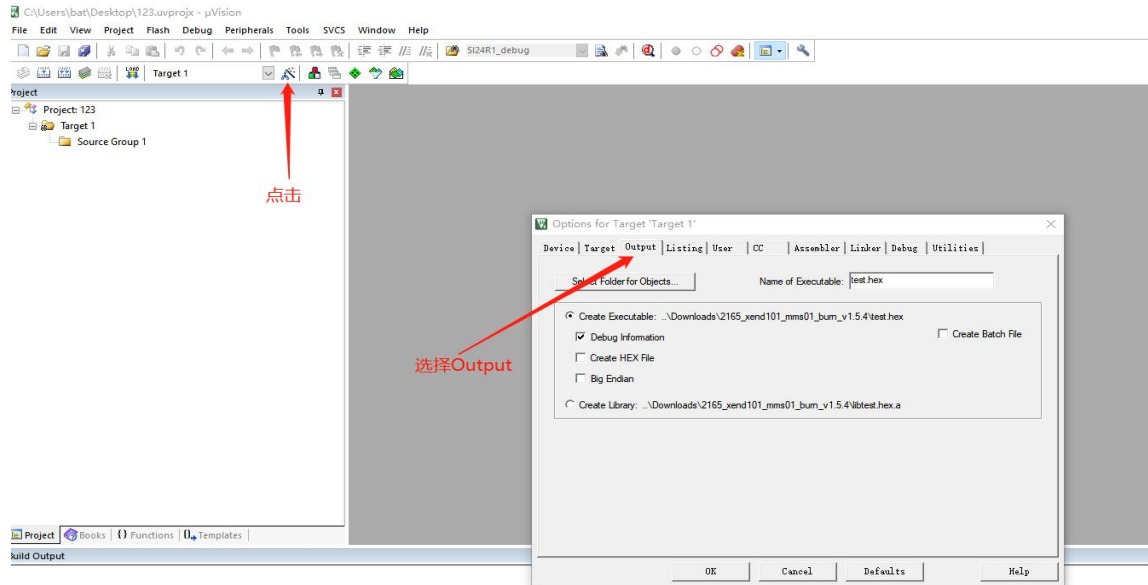 C:\Users\bat\Desktop\123.uvprojx - µVision
File Edit View Project Flash Debug Peripherals Tools SVCS Window Help
SI24R1_debug
LOAD Target 1
Project
Project: 123
Target 1
Source Group 1
点击
Options for Target 'Target 1'
Device Target Output Listing User CC Assembler Linker Debug Utilities
Select Folder for Objects... Name of Executable: test.hex
Create Executable: ..\Downloads\2165_xend101_mms01_burn_v1.5.4\test.hex
Debug Information Create Batch File
Create HEX File
Big Endian
选择Output
Create Library: ..\Downloads\2165_xend101_mms01_burn_v1.5.4\libtest.hex.a
Project Books {} Functions Templates
Build Output
OK Cancel Defaults Help